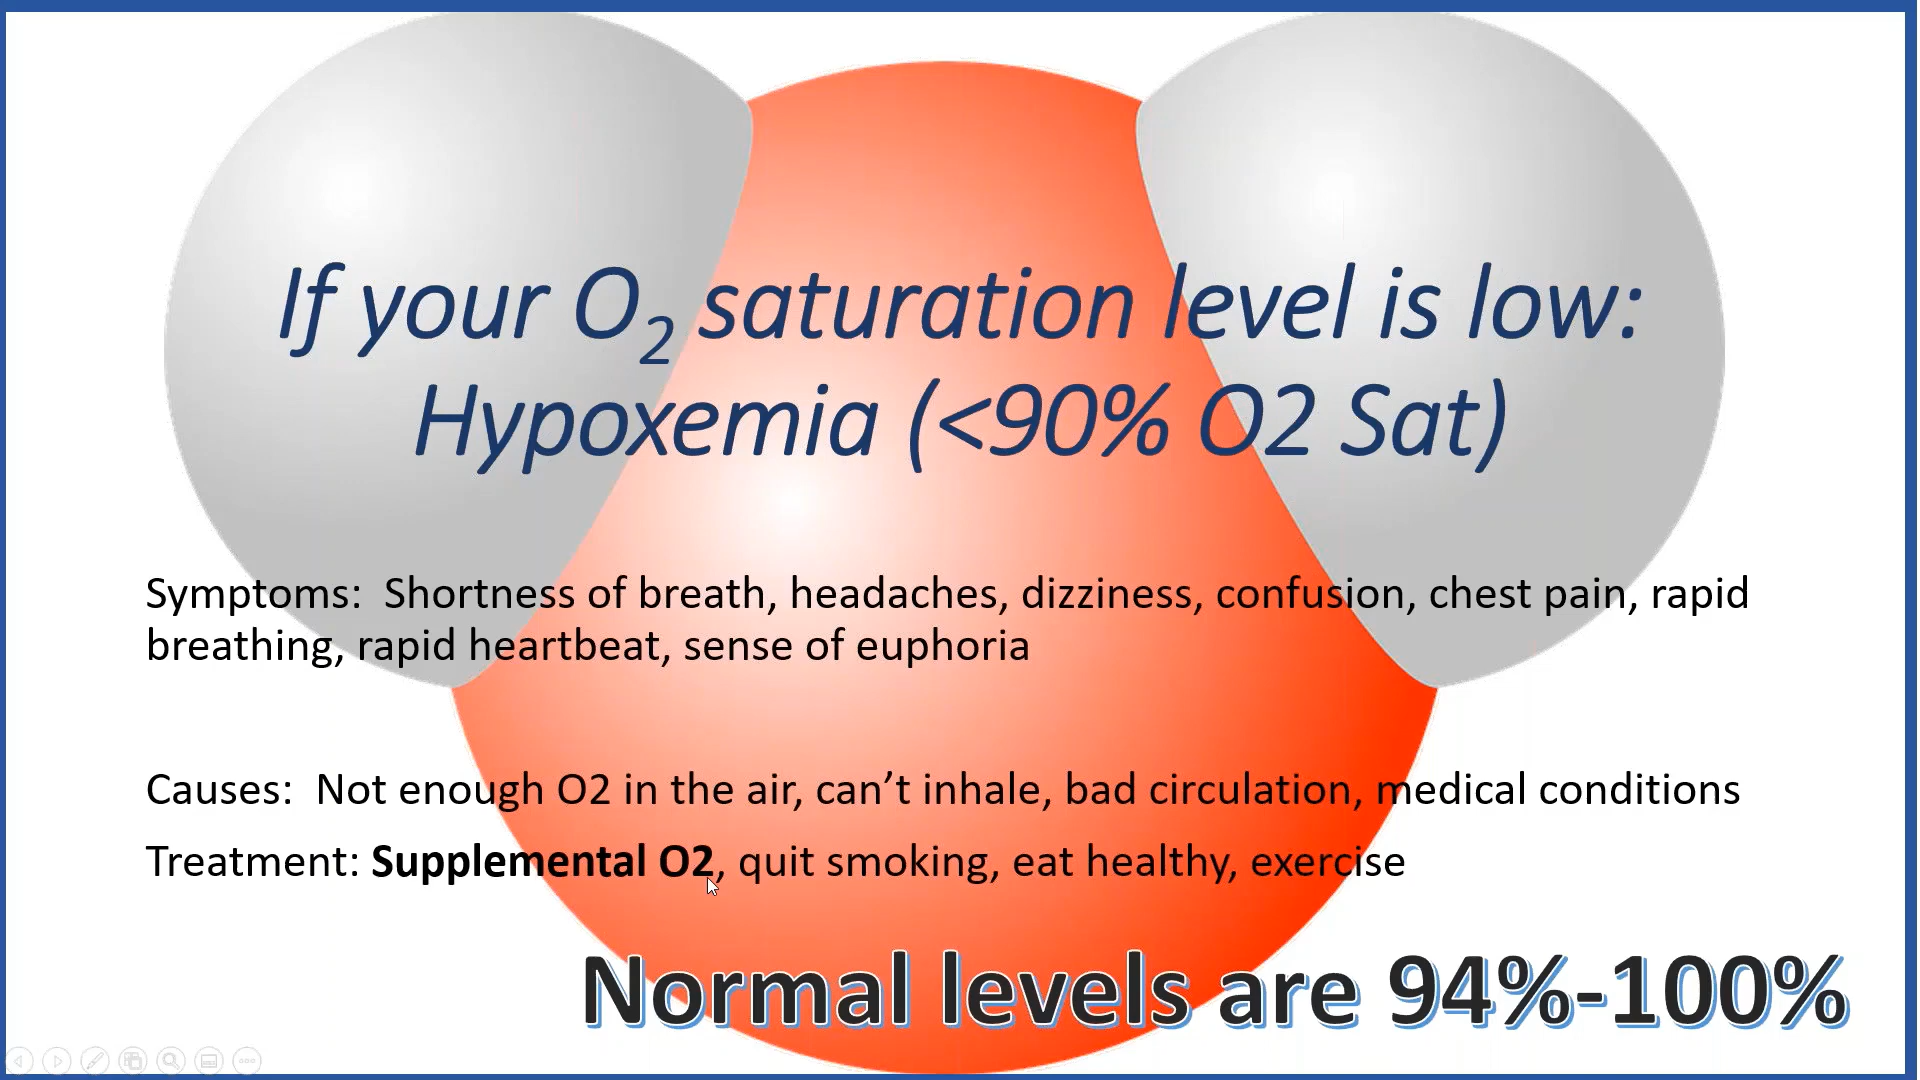 If your O₂ saturation level is low:
Hypoxemia (<90% O2 Sat)
Symptoms:  Shortness of breath, headaches, dizziness, confusion, chest pain, rapid
breathing, rapid heartbeat, sense of euphoria
Causes:  Not enough O2 in the air, can’t inhale, bad circulation, medical conditions
Treatment: Supplemental O2, quit smoking, eat healthy, exercise
Normal levels are 94%-100%